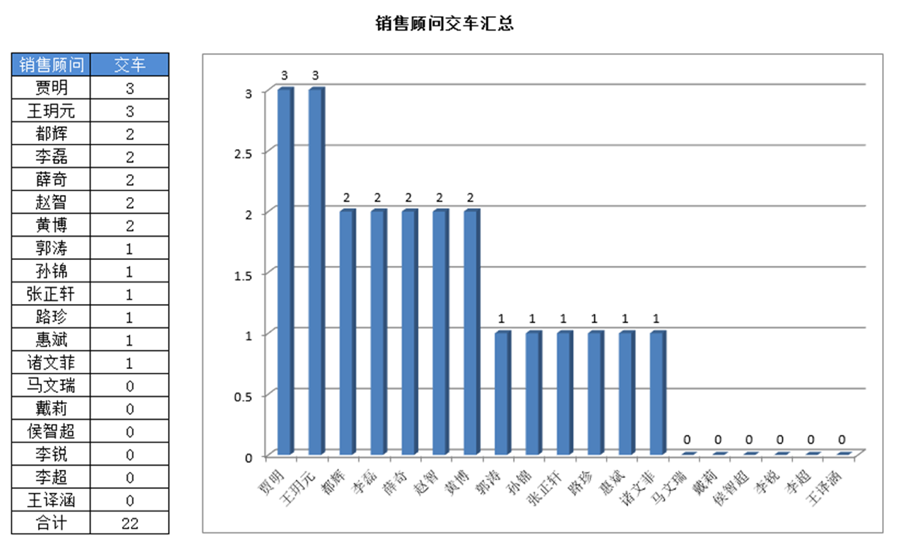 销售顾问交车汇总
销售顾问 交车
贾明 3
王玥元 3
都辉 2
李磊 2
薛奇 2
赵智 2
黄博 2
郭涛 1
孙锦 1
张正轩 1
路珍 1
惠斌 1
诸文菲 1
马文瑞 0
戴莉 0
侯智超 0
李锐 0
李超 0
王译涵 0
合计 22
3 3 2 2 2 2 2 1 1 1 1 1 1 0 0 0 0 0 0
3
2.5
2
1.5
1
0.5
0
贾明 王玥元 都辉 李磊 薛奇 赵智 黄博 郭涛 孙锦 张正轩 路珍 惠斌 诸文菲 马文瑞 戴莉 侯智超 李锐 李超 王译涵